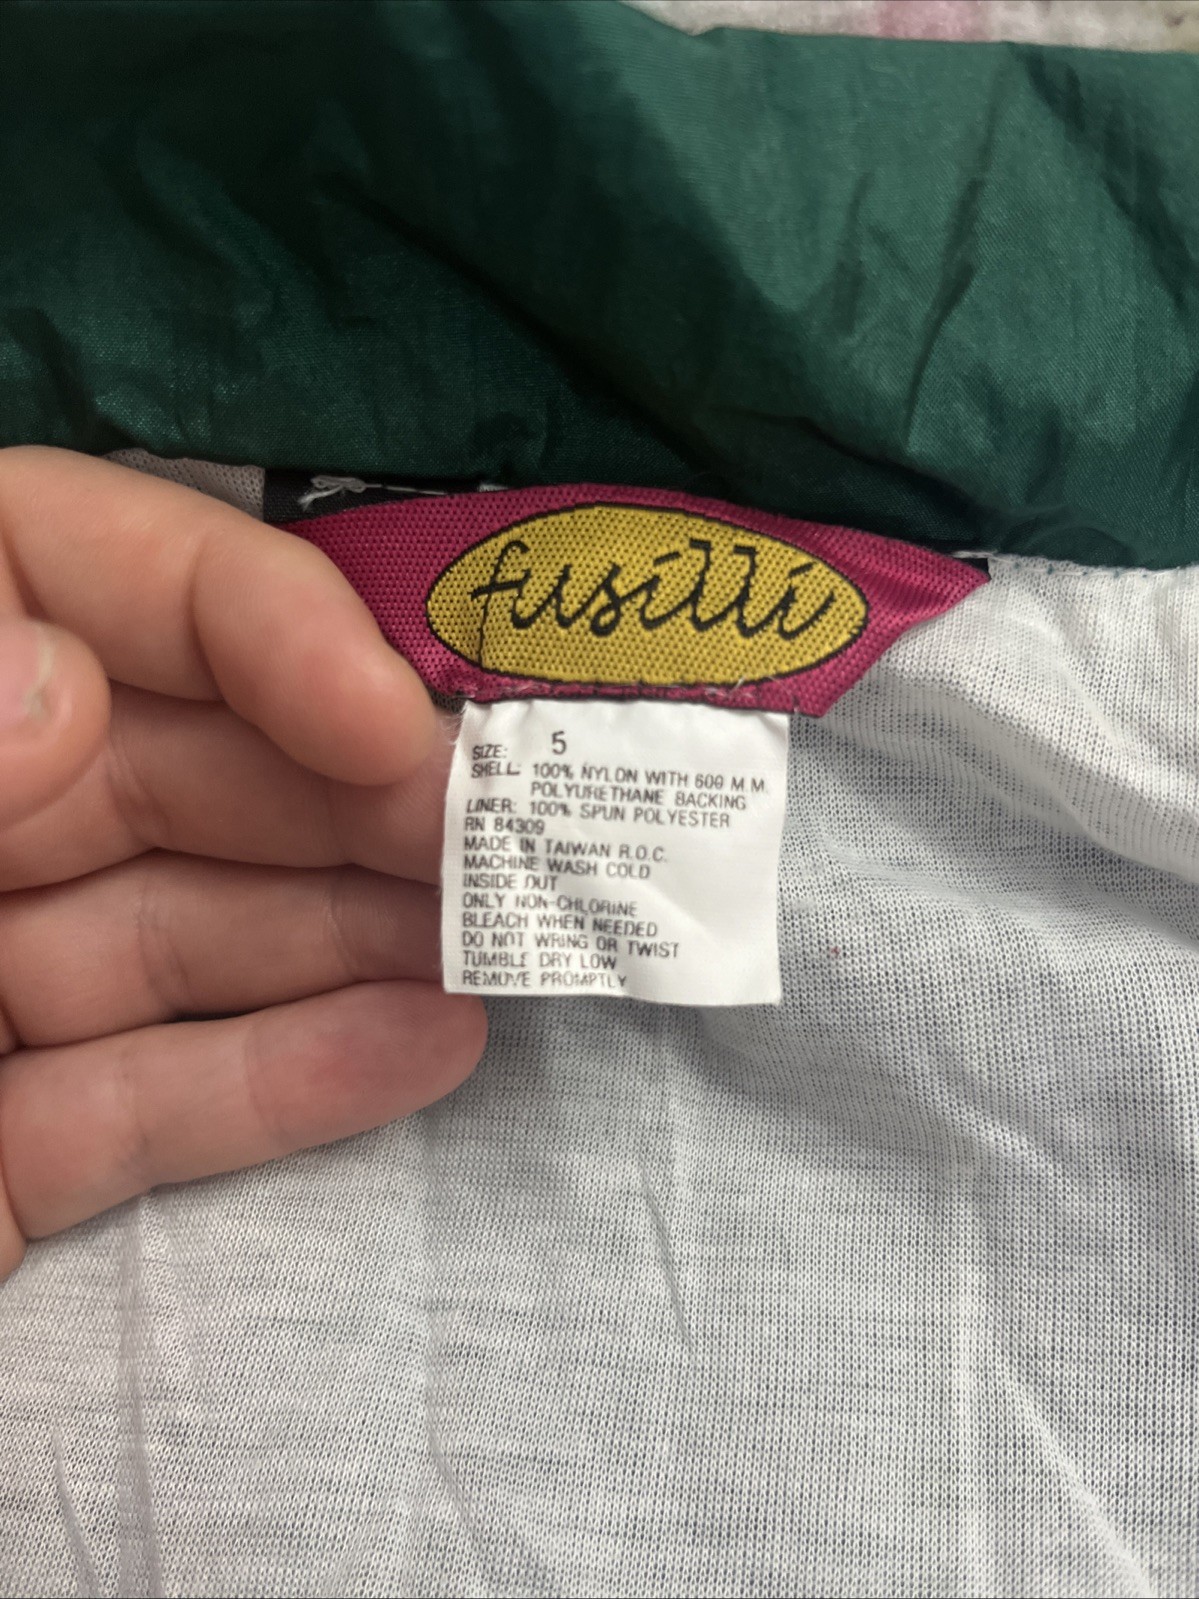 fusilli
SIZE: 5
SHELL: 100% NYLON WITH 600 M.M.
POLYURETHANE BACKING
LINER: 100% SPUN POLYESTER
RN 84309
MADE IN TAIWAN R.O.C.
MACHINE WASH COLD
INSIDE OUT
ONLY NON-CHLORINE
BLEACH WHEN NEEDED
DO NOT WRING OR TWIST
TUMBLE DRY LOW
REMOVE PROMPTLY